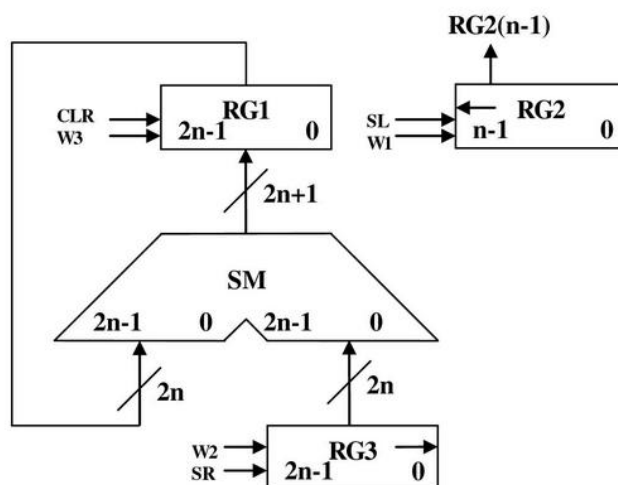 RG2(n-1)
CLR
W3
RG1
2n-1 0
SL
W1
RG2
n-1 0
2n+1
SM
2n-1 0 2n-1 0
2n
2n
W2
SR
RG3
2n-1 0